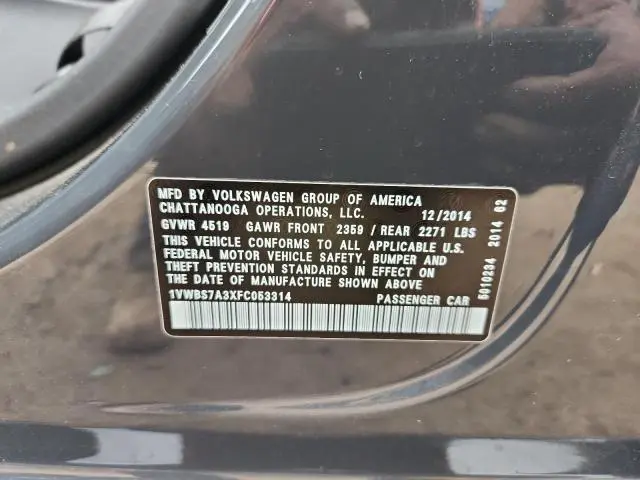 MFD BY VOLKSWAGEN GROUP OF AMERICA
CHATTANOOGA OPERATIONS, LLC. 12/2014
GVWR 4519 GAWR FRONT 2359 / REAR 2271 LBS
THIS VEHICLE CONFORMS TO ALL APPLICABLE U.S.
FEDERAL MOTOR VEHICLE SAFETY, BUMPER AND
THEFT PREVENTION STANDARDS IN EFFECT ON
THE DATE OF MANUFACTURE SHOWN ABOVE
1VWBS7A3XFC053314 PASSENGER CAR
5010234 2014 62